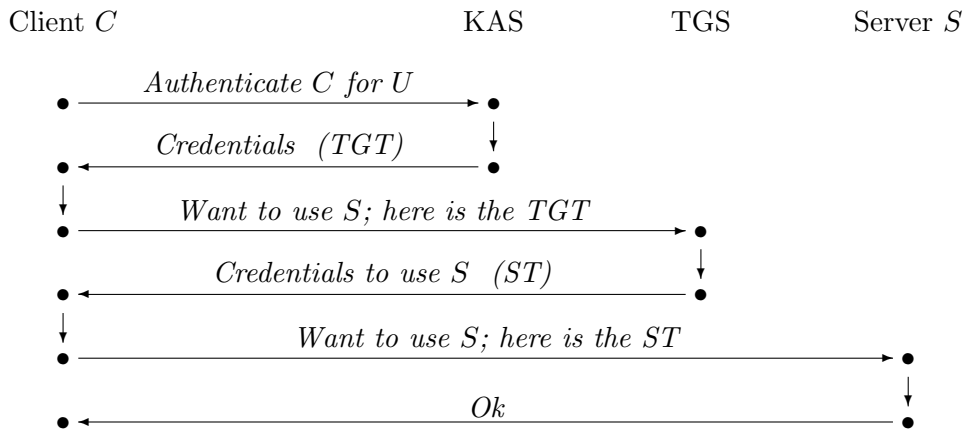 Client C KAS TGS Server S
Authenticate C for U
Credentials (TGT)
Want to use S; here is the TGT
Credentials to use S (ST)
Want to use S; here is the ST
Ok